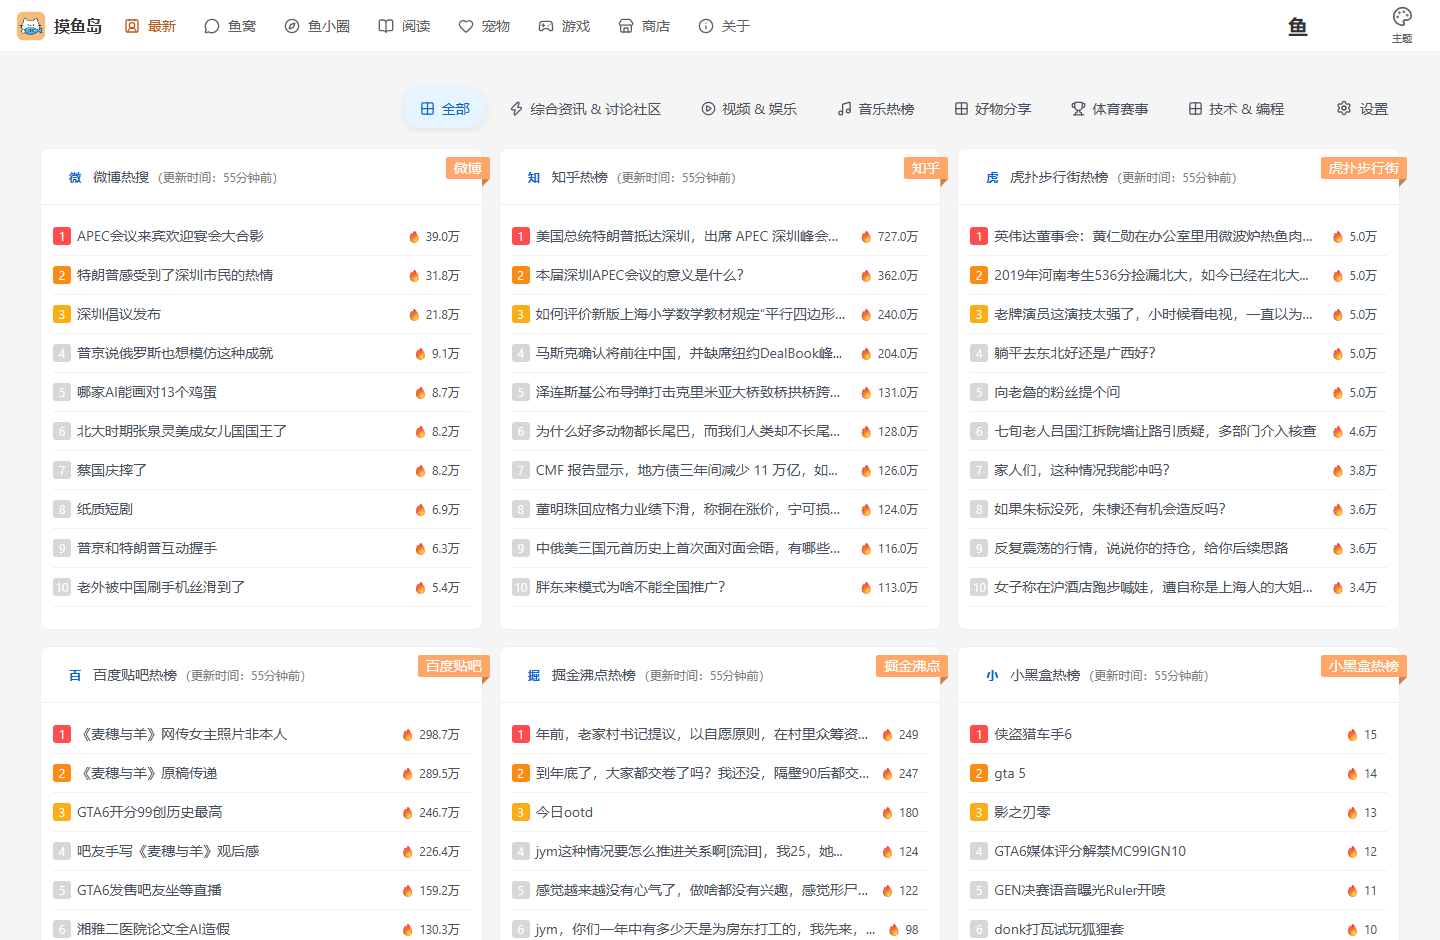 摸鱼岛 最新 鱼窝 鱼小圈 阅读 宠物 游戏 商店 关于 鱼 主题
全部 综合资讯 & 讨论社区 视频 & 娱乐 音乐热榜 好物分享 体育赛事 技术 & 编程 设置
微 微博热搜 (更新时间：55分钟前) 微博
1 APEC会议来宾欢迎宴会大合影 39.0万
2 特朗普感受到了深圳市民的热情 31.8万
3 深圳倡议发布 21.8万
4 普京说俄罗斯也想模仿这种成就 9.1万
5 哪家AI能画对13个鸡蛋 8.7万
6 北大时期张泉灵美成女儿国国王了 8.2万
7 蔡国庆摔了 8.2万
8 纸质短剧 6.9万
9 普京和特朗普互动握手 6.3万
10 老外被中国刷手机丝滑到了 5.4万
知 知乎热榜 (更新时间：55分钟前) 知乎
1 美国总统特朗普抵达深圳，出席 APEC 深圳峰会... 727.0万
2 本届深圳APEC会议的意义是什么？ 362.0万
3 如何评价新版上海小学数学教材规定“平行四边形... 240.0万
4 马斯克确认将前往中国，并缺席纽约DealBook峰... 204.0万
5 泽连斯基公布导弹打击克里米亚大桥致桥拱桥跨... 131.0万
6 为什么好多动物都长尾巴，而我们人类却不长尾... 128.0万
7 CMF 报告显示，地方债三年间减少 11 万亿，如... 126.0万
8 董明珠回应格力业绩下滑，称铜在涨价，宁可损... 124.0万
9 中俄美三国元首历史上首次面对面会晤，有哪些... 116.0万
10 胖东来模式为啥不能全国推广？ 113.0万
虎 虎扑步行街热榜 (更新时间：55分钟前) 虎扑步行街
1 英伟达董事会：黄仁勋在办公室里用微波炉热鱼肉... 5.0万
2 2019年河南考生536分捡漏北大，如今已经在北大... 5.0万
3 老牌演员这演技太强了，小时候看电视，一直以为... 5.0万
4 躺平去东北好还是广西好？ 5.0万
5 向老詹的粉丝提个问 5.0万
6 七旬老人吕国江拆院墙让路引质疑，多部门介入核查 4.6万
7 家人们，这种情况我能冲吗？ 3.8万
8 如果朱标没死，朱棣还有机会造反吗？ 3.6万
9 反复震荡的行情，说说你的持仓，给你后续思路 3.6万
10 女子称在沪酒店跑步喊娃，遭自称是上海人的大姐... 3.4万
百 百度贴吧热榜 (更新时间：55分钟前) 百度贴吧
1 《麦穗与羊》网传女主照片非本人 298.7万
2 《麦穗与羊》原稿传递 289.5万
3 GTA6开分99创历史最高 246.7万
4 吧友手写《麦穗与羊》观后感 226.4万
5 GTA6发售吧友坐等直播 159.2万
6 湘雅二医院论文全AI造假 130.3万
掘 掘金沸点热榜 (更新时间：55分钟前) 掘金沸点
1 年前，老家村书记提议，以自愿原则，在村里众筹资... 249
2 到年底了，大家都交卷了吗？我还没，隔壁90后都交... 247
3 今日ootd 180
4 jym这种情况要怎么推进关系啊[流泪]，我25，她... 124
5 感觉越来越没有心气了，做啥都没有兴趣，感觉形尸... 122
6 jym，你们一年中有多少天是为房东打工的，我先来，... 98
小 小黑盒热榜 (更新时间：55分钟前) 小黑盒热榜
1 侠盗猎车手6 15
2 gta 5 14
3 影之刃零 13
4 GTA6媒体评分解禁MC99IGN10 12
5 GEN决赛语音曝光Ruler开喷 11
6 donk打瓦试玩狐狸套 10